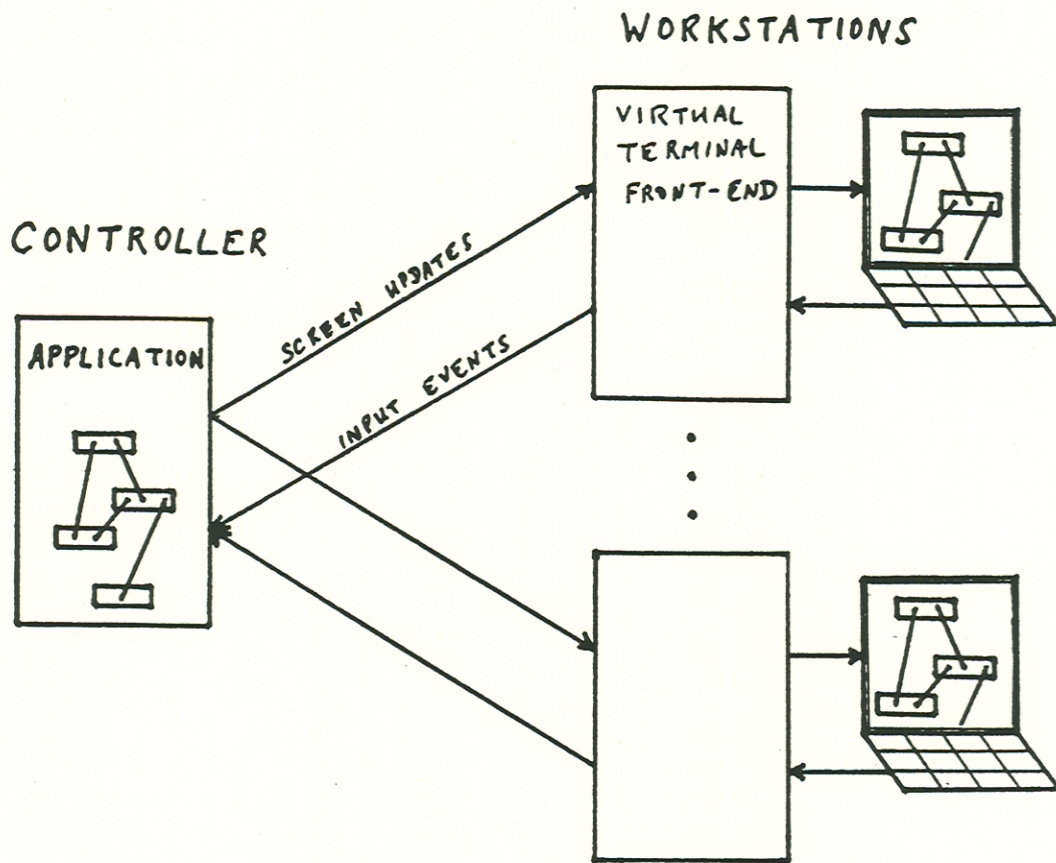 WORKSTATIONS
VIRTUAL
TERMINAL
FRONT-END
CONTROLLER
SCREEN UPDATES
APPLICATION
INPUT EVENTS